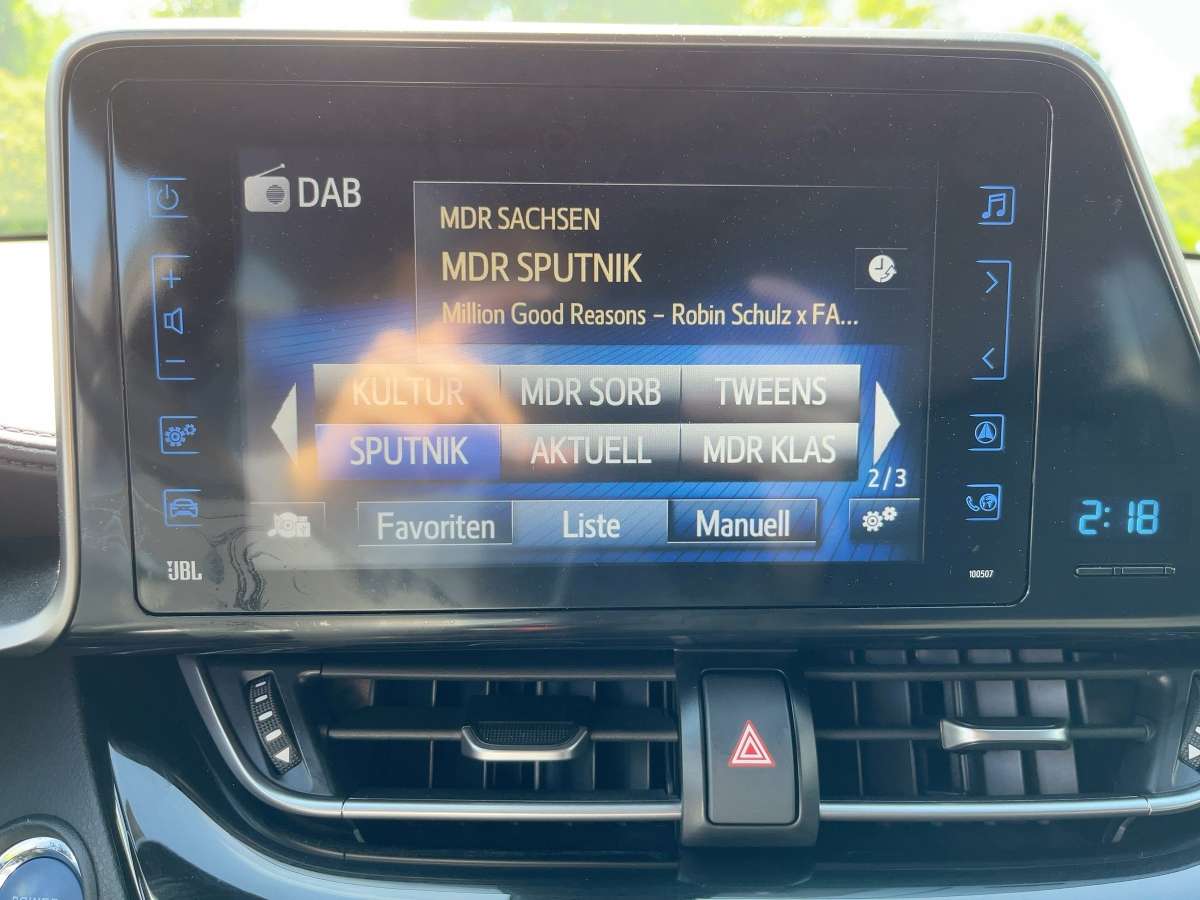 DAB
MDR SACHSEN
MDR SPUTNIK
Million Good Reasons – Robin Schulz x FA...
KULTUR MDR SORB TWEENS
SPUTNIK AKTUELL MDR KLAS
2/3
Favoriten Liste Manuell
2:18
JBL
100507
POWER